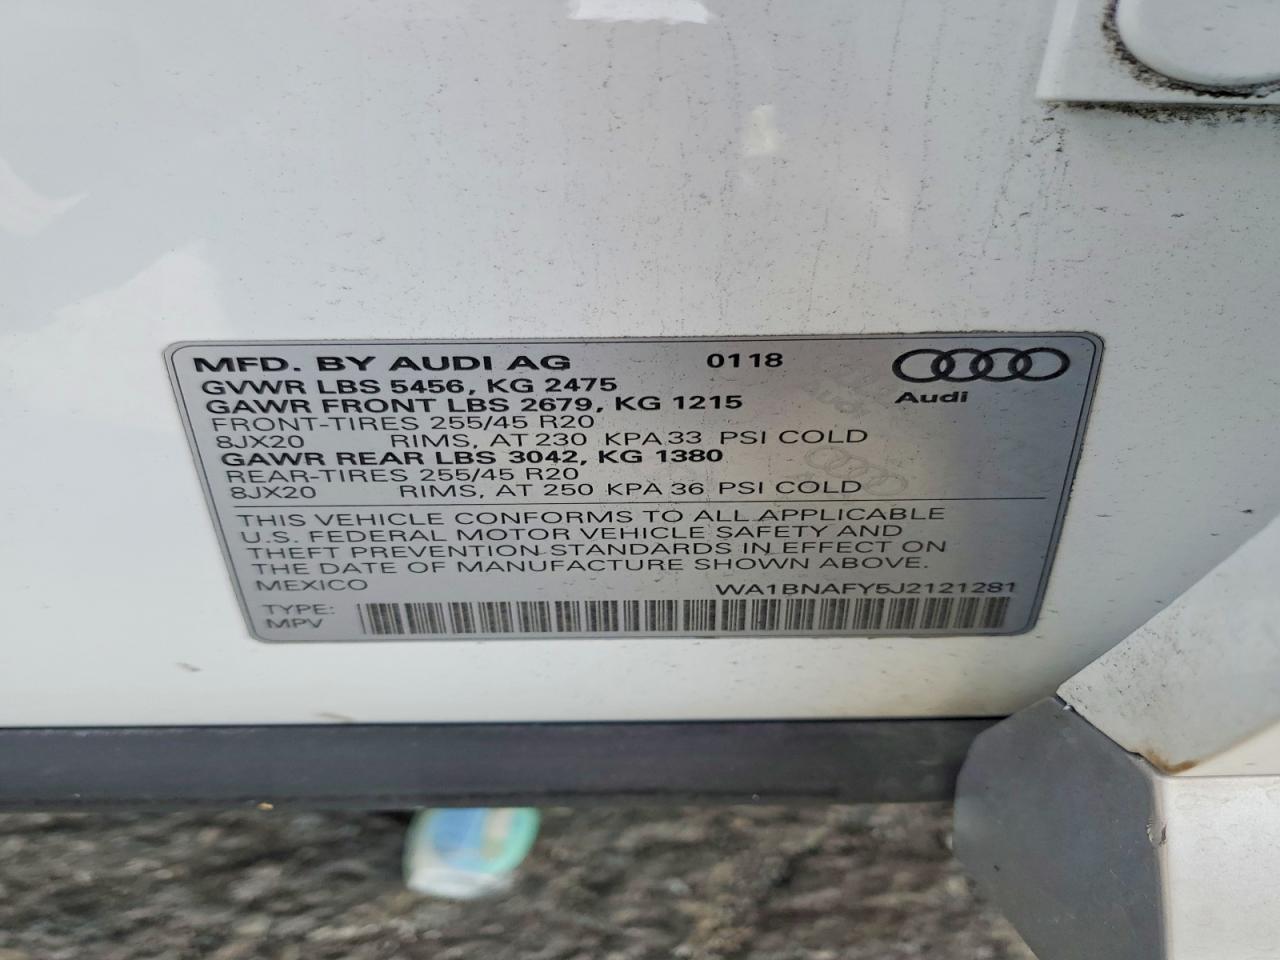 MFD. BY AUDI AG 0118
Audi
GVWR LBS 5456, KG 2475
GAWR FRONT LBS 2679, KG 1215
FRONT-TIRES 255/45 R20
8JX20 RIMS, AT 230 KPA 33 PSI COLD
GAWR REAR LBS 3042, KG 1380
REAR-TIRES 255/45 R20
8JX20 RIMS, AT 250 KPA 36 PSI COLD
THIS VEHICLE CONFORMS TO ALL APPLICABLE
U.S. FEDERAL MOTOR VEHICLE SAFETY AND
THEFT PREVENTION STANDARDS IN EFFECT ON
THE DATE OF MANUFACTURE SHOWN ABOVE.
MEXICO WA1BNAFY5J2121281
TYPE:
MPV